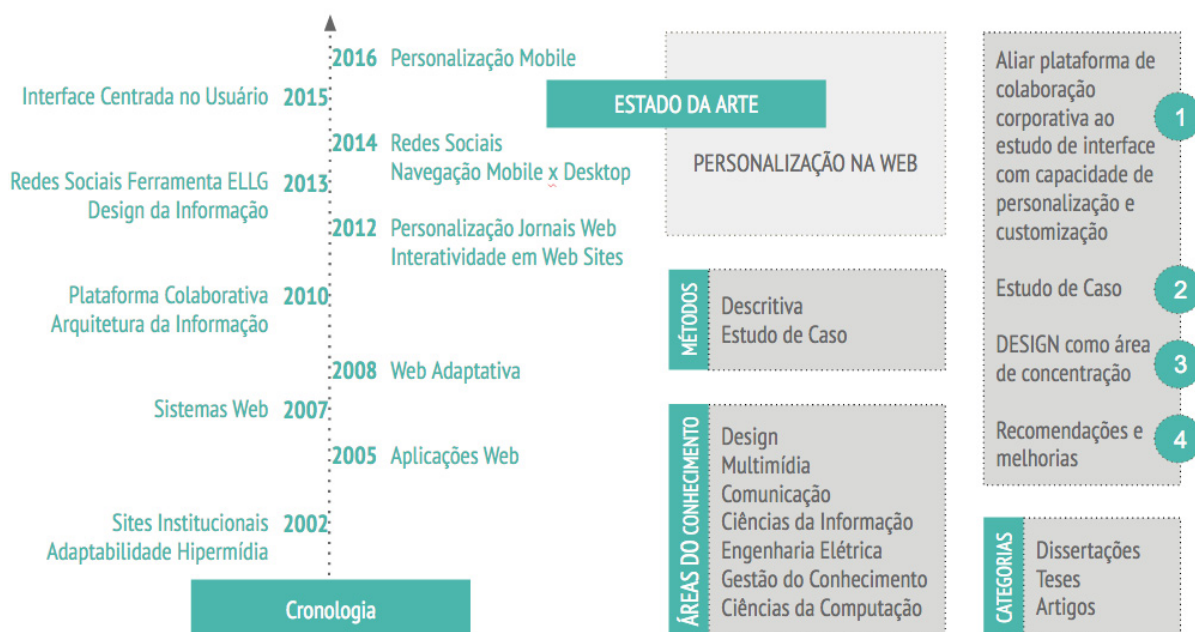 2016 Personalização Mobile
Interface Centrada no Usuário 2015
2014 Redes Sociais
Navegação Mobile x Desktop
Redes Sociais Ferramenta ELLG 2013
Design da Informação
2012 Personalização Jornais Web
Interatividade em Web Sites
Plataforma Colaborativa 2010
Arquitetura da Informação
2008 Web Adaptativa
Sistemas Web 2007
2005 Aplicações Web
Sites Institucionais 2002
Adaptabilidade Hipermídia
Cronologia
ESTADO DA ARTE
PERSONALIZAÇÃO NA WEB
MÉTODOS
Descritiva
Estudo de Caso
ÁREAS DO CONHECIMENTO
Design
Multimídia
Comunicação
Ciências da Informação
Engenharia Elétrica
Gestão do Conhecimento
Ciências da Computação
Aliar plataforma de
colaboração
corporativa ao
estudo de interface
com capacidade de
personalização e
customização
1
Estudo de Caso
2
DESIGN como área
de concentração
3
Recomendações e
melhorias
4
CATEGORIAS
Dissertações
Teses
Artigos